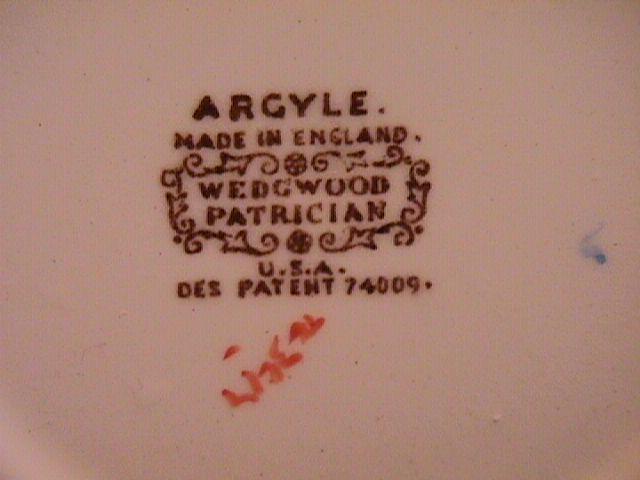 ARGYLE.
MADE IN ENGLAND.
WEDGWOOD
PATRICIAN
U.S.A.
DES PATENT 74009.